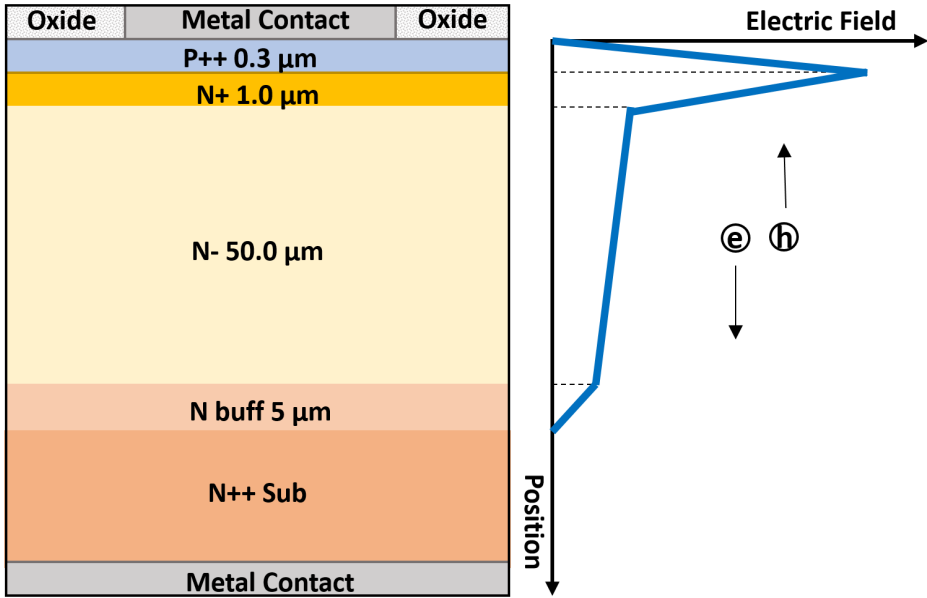 Oxide
Metal Contact
Oxide
Electric Field
P++ 0.3 μm
N+ 1.0 μm
N- 50.0 μm
e
h
N buff 5 μm
N++ Sub
Position
Metal Contact